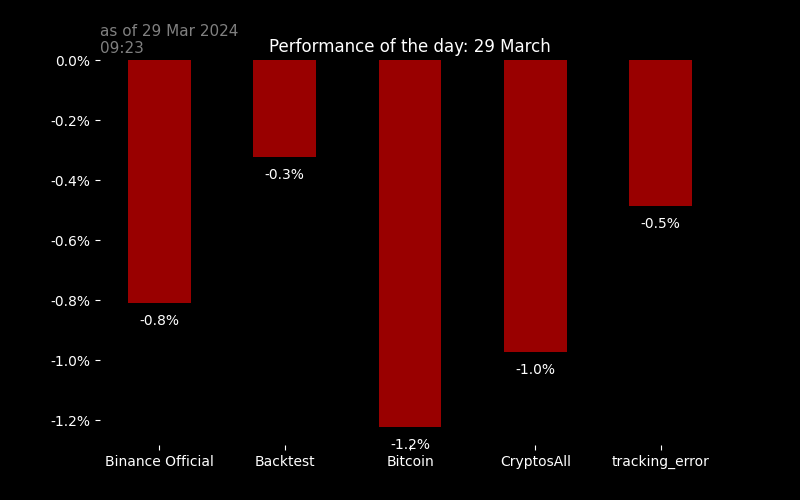 as of 29 Mar 2024
09:23
Performance of the day: 29 March
0.0%
-0.2%
-0.4%
-0.6%
-0.8%
-1.0%
-1.2%
-0.8%
-0.3%
-1.2%
-1.0%
-0.5%
Binance Official
Backtest
Bitcoin
CryptosAll
tracking_error